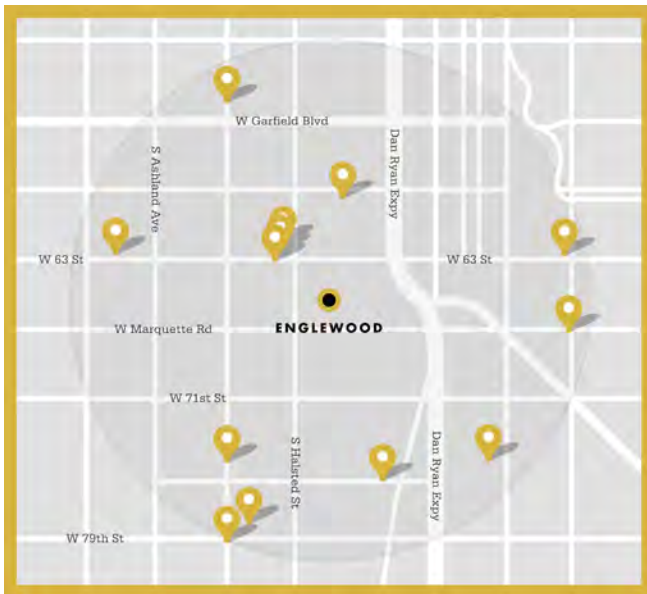 W Garfield Blvd
S Ashland Ave
Dan Ryan Expy
W 63 St
W 63 St
ENGLEWOOD
W Marquette Rd
W 71st St
S Halsted St
Dan Ryan Expy
W 79th St